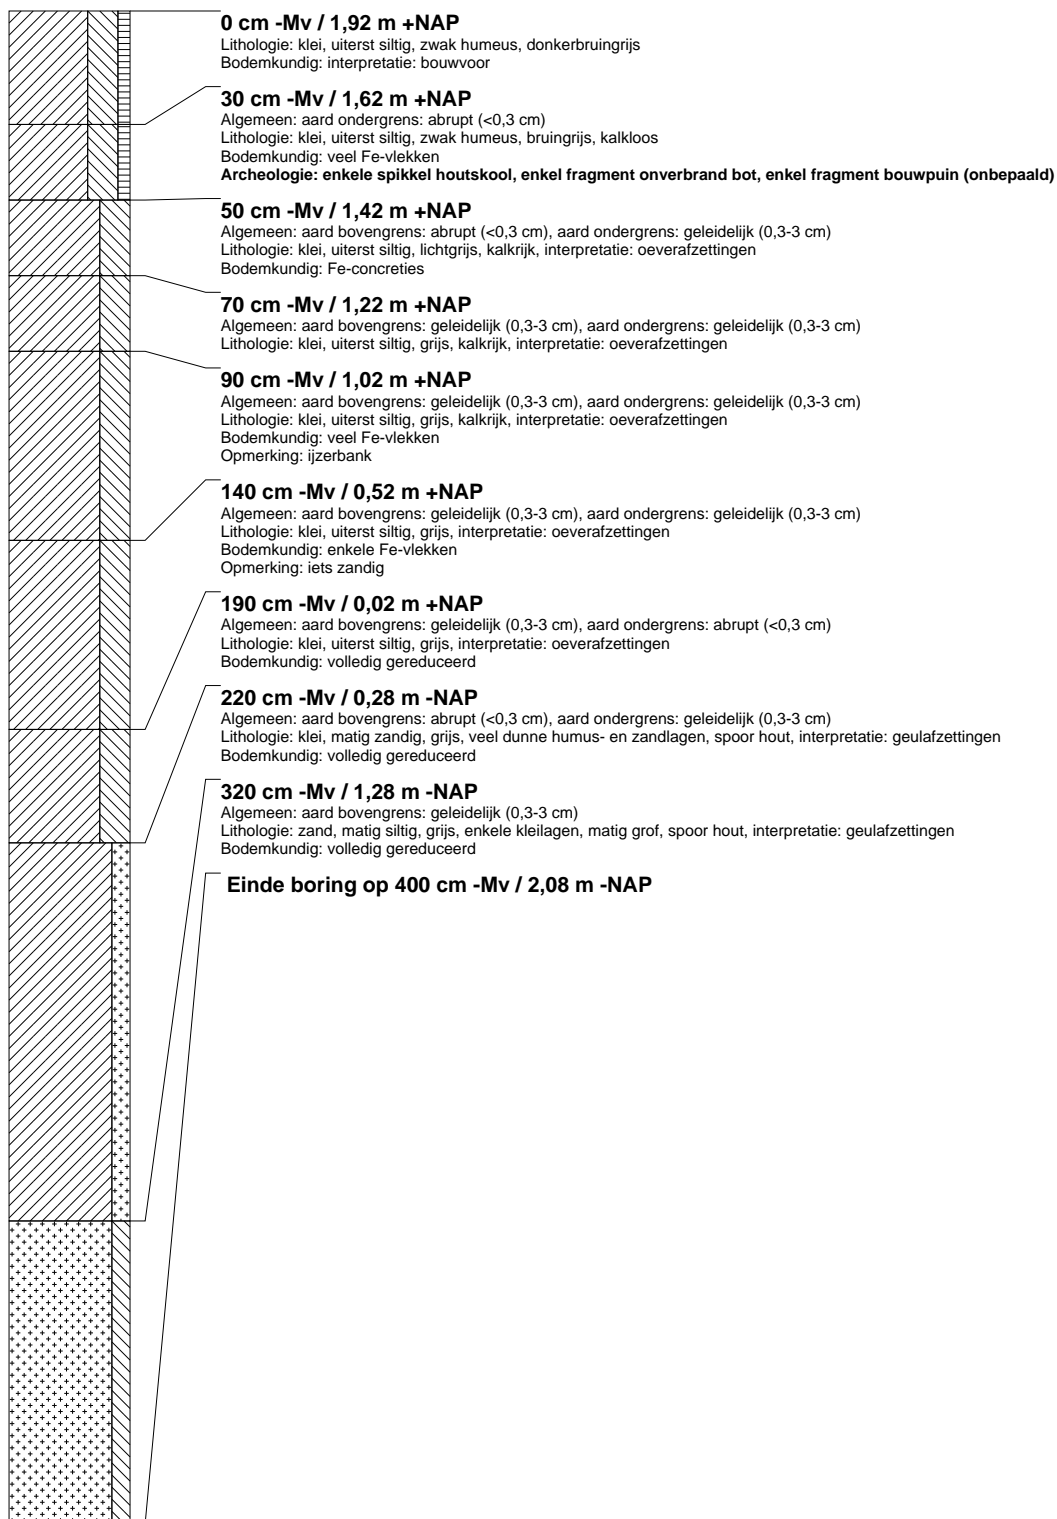 0 cm -Mv / 1,92 m +NAP
Lithologie: klei, uiterst siltig, zwak humeus, donkerbruingrijs
Bodemkundig: interpretatie: bouwvoor
30 cm -Mv / 1,62 m +NAP
Algemeen: aard ondergrens: abrupt (<0,3 cm)
Lithologie: klei, uiterst siltig, zwak humeus, bruingrijs, kalkloos
Bodemkundig: veel Fe-vlekken
Archeologie: enkele spikkel houtskool, enkel fragment onverbrand bot, enkel fragment bouwpuin (onbepaald)
50 cm -Mv / 1,42 m +NAP
Algemeen: aard bovengrens: abrupt (<0,3 cm), aard ondergrens: geleidelijk (0,3-3 cm)
Lithologie: klei, uiterst siltig, lichtgrijs, kalkrijk, interpretatie: oeverafzettingen
Bodemkundig: Fe-concreties
70 cm -Mv / 1,22 m +NAP
Algemeen: aard bovengrens: geleidelijk (0,3-3 cm), aard ondergrens: geleidelijk (0,3-3 cm)
Lithologie: klei, uiterst siltig, grijs, kalkrijk, interpretatie: oeverafzettingen
90 cm -Mv / 1,02 m +NAP
Algemeen: aard bovengrens: geleidelijk (0,3-3 cm), aard ondergrens: geleidelijk (0,3-3 cm)
Lithologie: klei, uiterst siltig, grijs, kalkrijk, interpretatie: oeverafzettingen
Bodemkundig: veel Fe-vlekken
Opmerking: ijzerbank
140 cm -Mv / 0,52 m +NAP
Algemeen: aard bovengrens: geleidelijk (0,3-3 cm), aard ondergrens: geleidelijk (0,3-3 cm)
Lithologie: klei, uiterst siltig, grijs, interpretatie: oeverafzettingen
Bodemkundig: enkele Fe-vlekken
Opmerking: iets zandig
190 cm -Mv / 0,02 m +NAP
Algemeen: aard bovengrens: geleidelijk (0,3-3 cm), aard ondergrens: abrupt (<0,3 cm)
Lithologie: klei, uiterst siltig, grijs, interpretatie: oeverafzettingen
Bodemkundig: volledig gereduceerd
220 cm -Mv / 0,28 m -NAP
Algemeen: aard bovengrens: abrupt (<0,3 cm), aard ondergrens: geleidelijk (0,3-3 cm)
Lithologie: klei, matig zandig, grijs, veel dunne humus- en zandlagen, spoor hout, interpretatie: geulafzettingen
Bodemkundig: volledig gereduceerd
320 cm -Mv / 1,28 m -NAP
Algemeen: aard bovengrens: geleidelijk (0,3-3 cm)
Lithologie: zand, matig siltig, grijs, enkele kleilagen, matig grof, spoor hout, interpretatie: geulafzettingen
Bodemkundig: volledig gereduceerd
Einde boring op 400 cm -Mv / 2,08 m -NAP